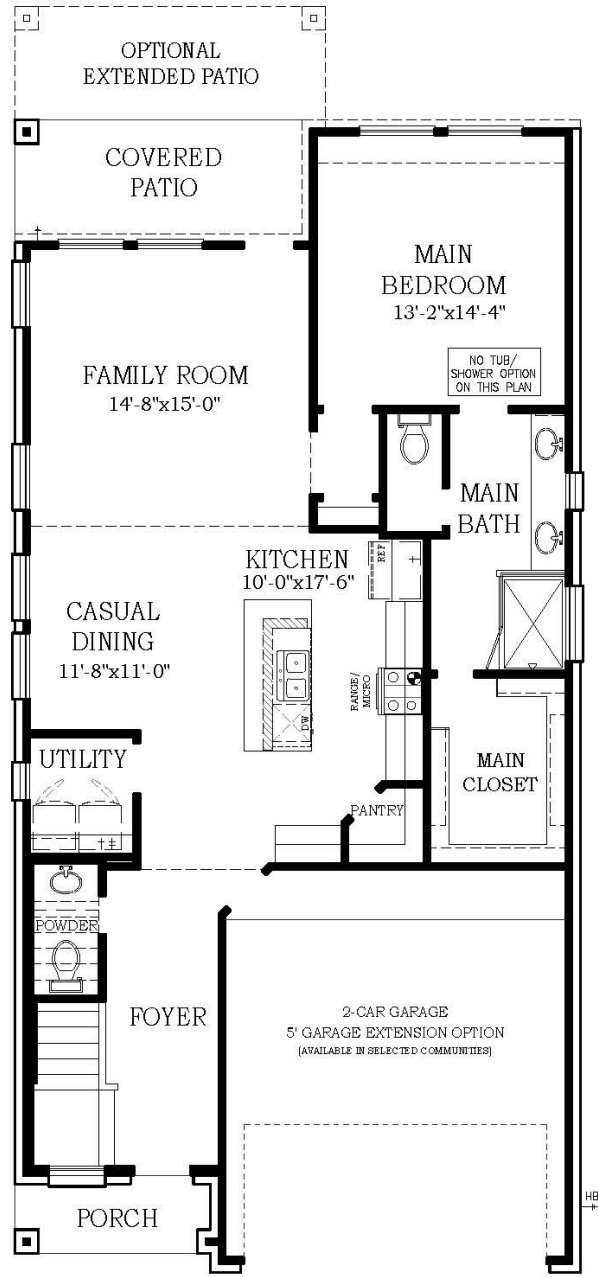 OPTIONAL
EXTENDED PATIO
COVERED
PATIO
MAIN
BEDROOM
13'-2"x14'-4"
NO TUB/
SHOWER OPTION
ON THIS PLAN
FAMILY ROOM
14'-8"x15'-0"
MAIN
BATH
KITCHEN
10'-0"x17'-6"
REF
CASUAL
DINING
11'-8"x11'-0"
RANGE/
MICRO
DW
UTILITY
MAIN
CLOSET
PANTRY
POWDER
FOYER
2-CAR GARAGE
5' GARAGE EXTENSION OPTION
(AVAILABLE IN SELECTED COMMUNITIES)
HB
PORCH